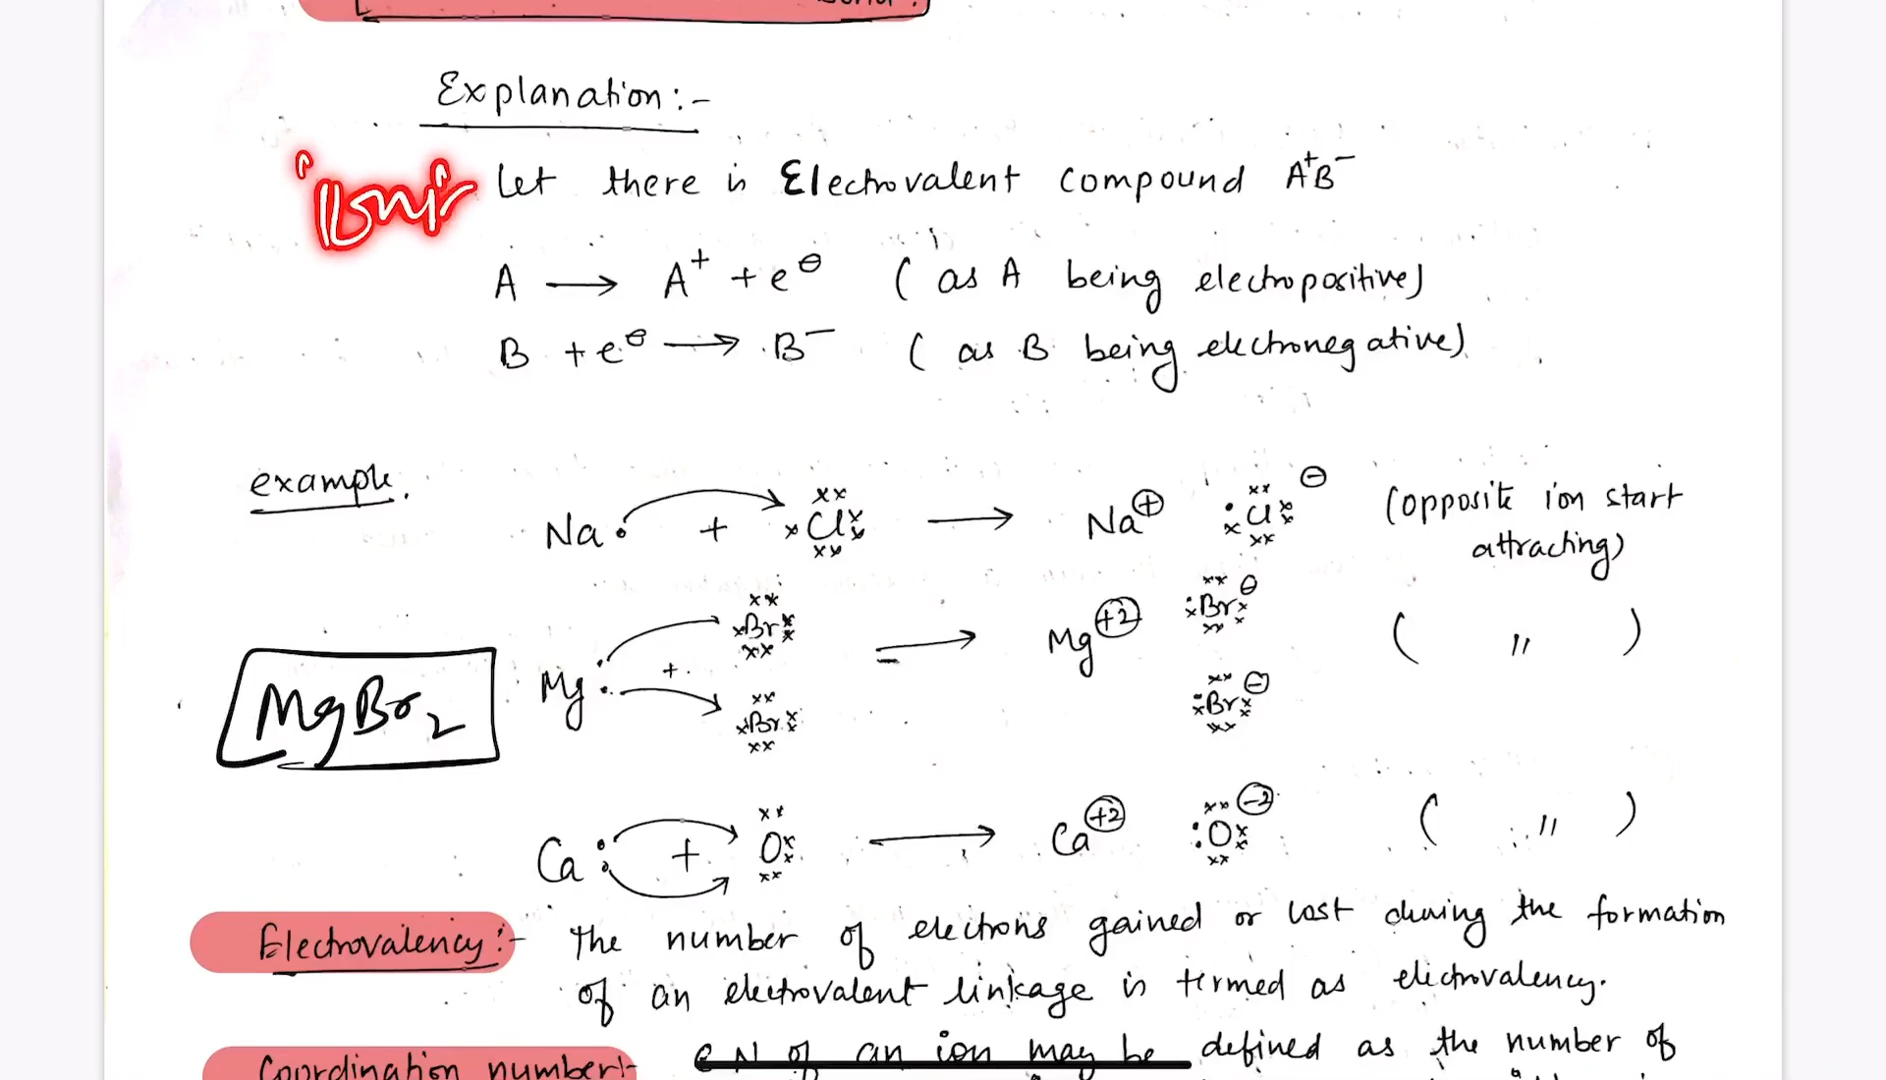 Explanation :-
Let there is Electrovalent compound A⁺B⁻
A ⟶ A⁺ + e⊖ (as A being electropositive)
B + e⊖ ⟶ B⁻ (as B being electronegative)
example.
Na + Cl ⟶ Na⊕ Cl ⊖ (opposite ion start
attracting)
Br Br ⊖
Mg + ⟶ Mg +2 ( " )
MgBr₂
Br Br ⊖
Ca + O ⟶ Ca +2 O -2 ( " )
Electrovalency :- The number of electrons gained or lost during the formation
of an electrovalent linkage is termed as electrovalency.
Coordination number:- C N of an ion may be defined as the number of